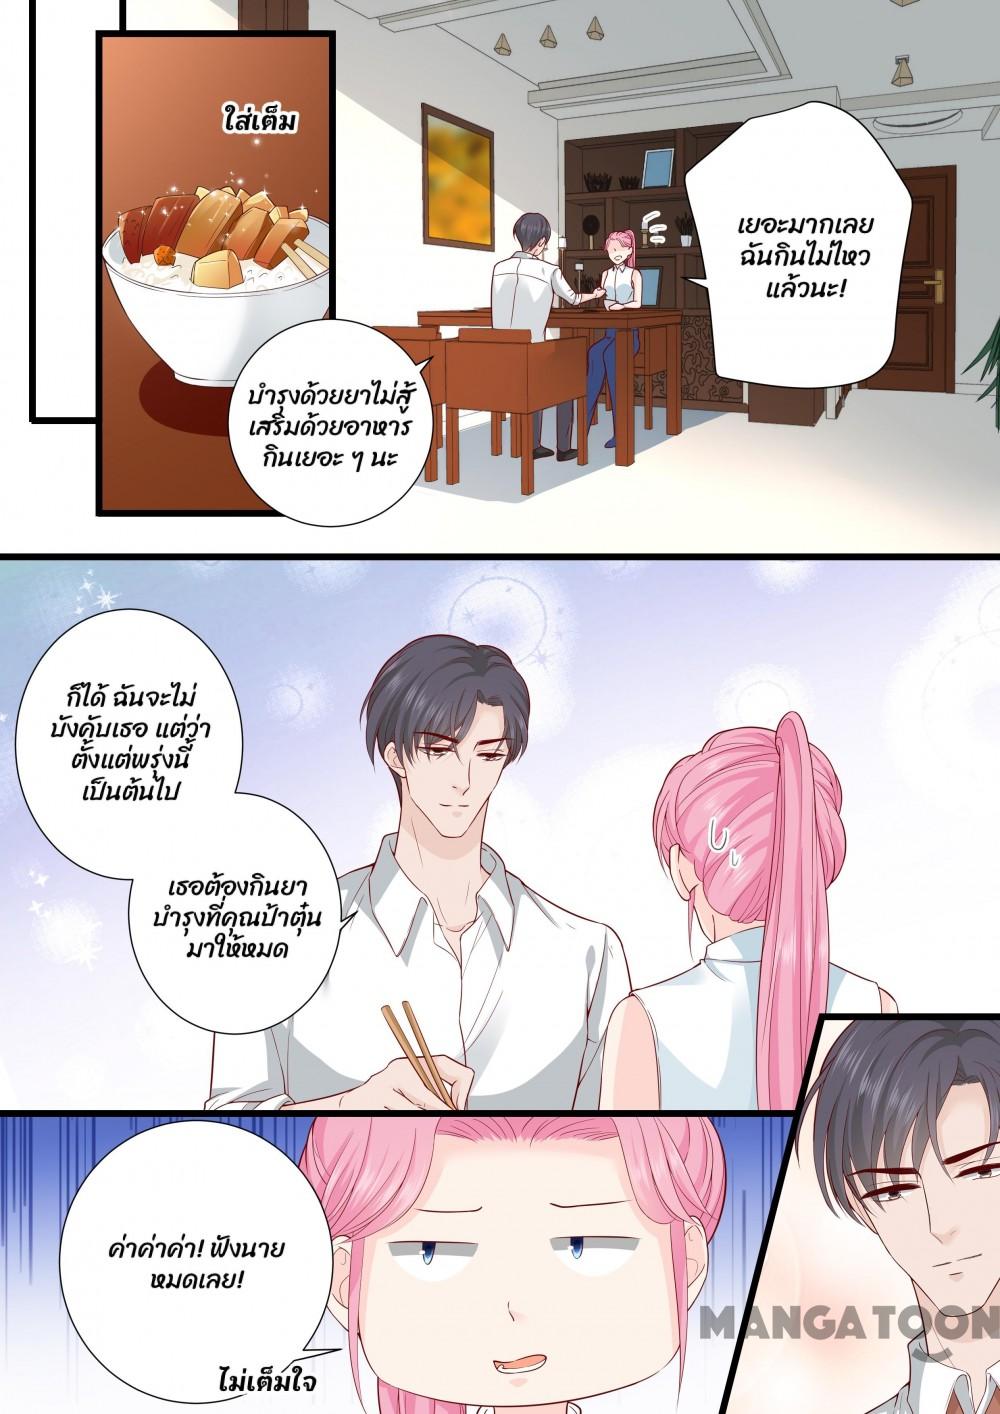 ใส่เต็ม
เยอะมากเลย
ฉันกินไม่ไหว
แล้วนะ!
บำรุงด้วยยาไม่สู้
เสริมด้วยอาหาร
กินเยอะ ๆ นะ
ก็ได้ ฉันจะไม่
บังคับเธอ แต่ว่า
ตั้งแต่พรุ่งนี้
เป็นต้นไป
เธอต้องกินยา
บำรุงที่คุณป้าตุ๋น
มาให้หมด
ค่าค่าค่า! ฟังนาย
หมดเลย!
ไม่เต็มใจ
MANGATOON